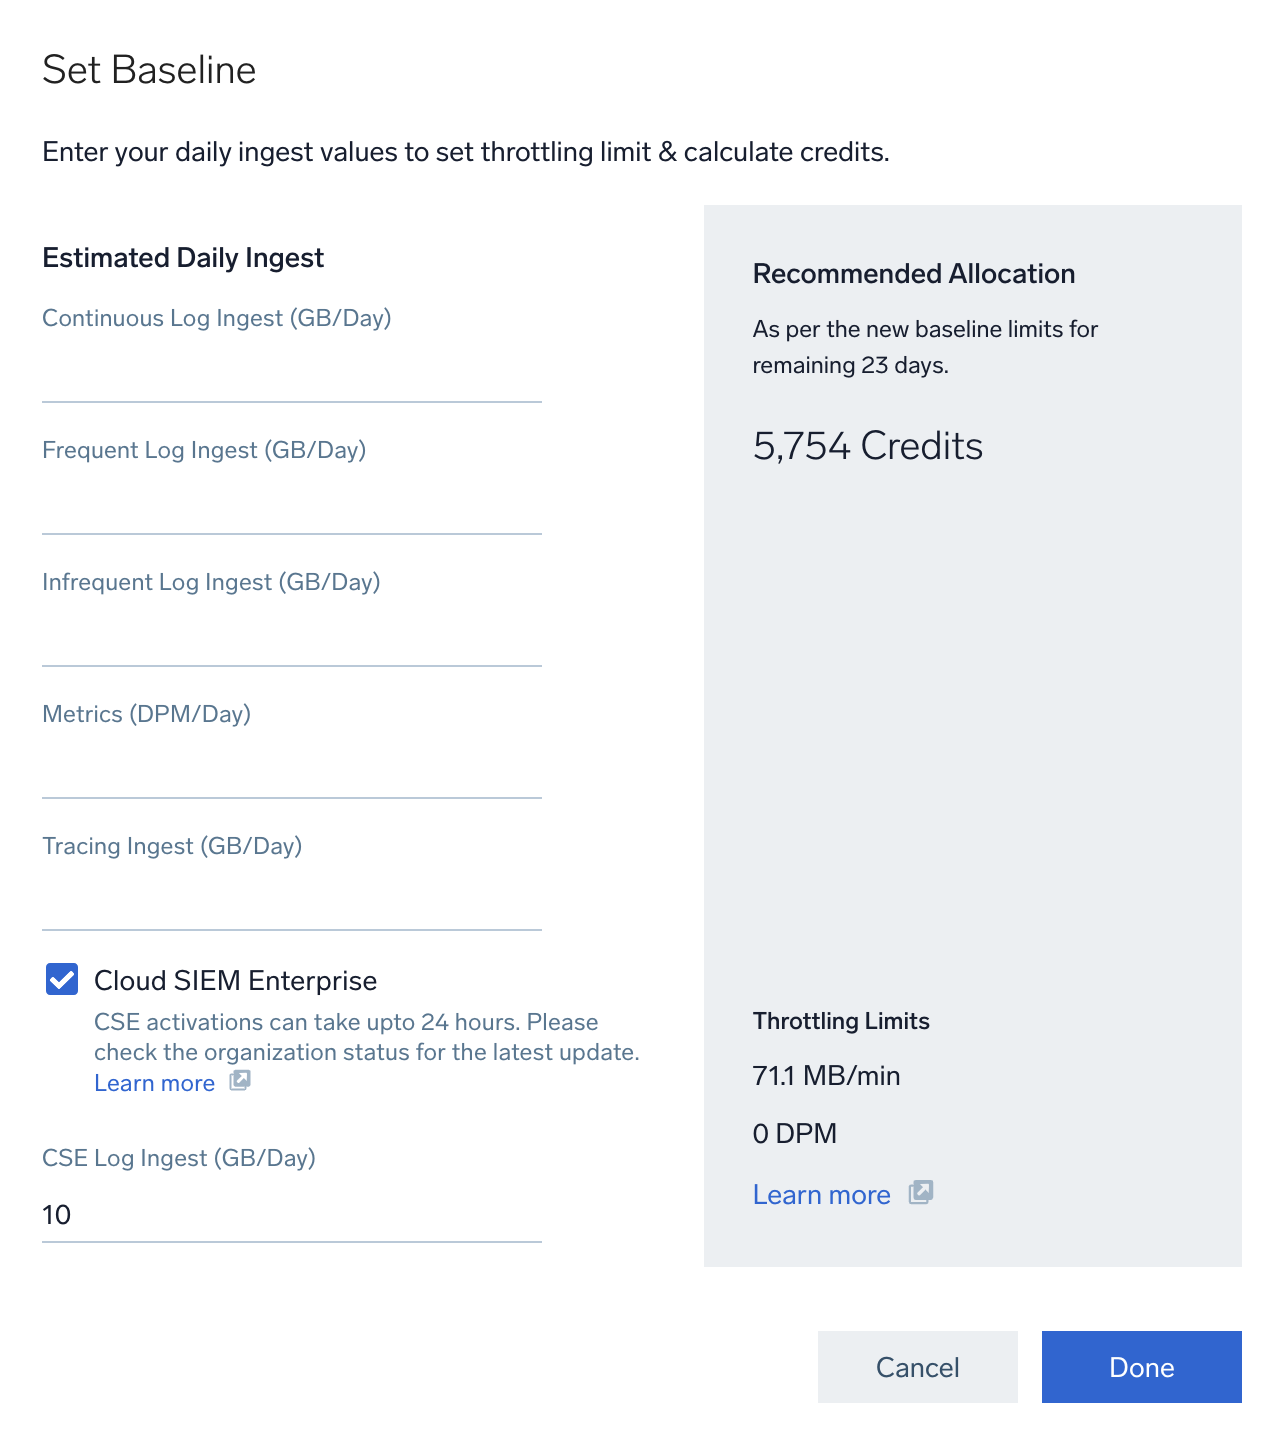 Set Baseline
Enter your daily ingest values to set throttling limit & calculate credits.
Estimated Daily Ingest
Continuous Log Ingest (GB/Day)
Frequent Log Ingest (GB/Day)
Infrequent Log Ingest (GB/Day)
Metrics (DPM/Day)
Tracing Ingest (GB/Day)
Cloud SIEM Enterprise
CSE activations can take upto 24 hours. Please
check the organization status for the latest update.
Learn more
CSE Log Ingest (GB/Day)
10
Recommended Allocation
As per the new baseline limits for
remaining 23 days.
5,754 Credits
Throttling Limits
71.1 MB/min
0 DPM
Learn more
Cancel
Done